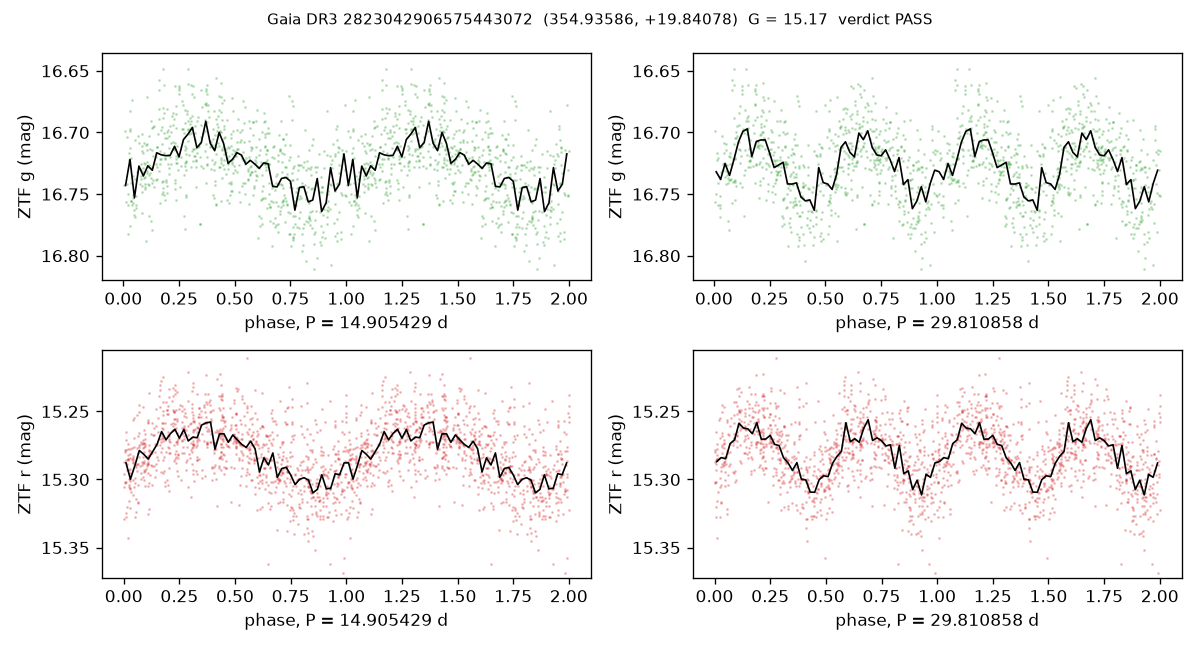 Gaia DR3 2823042906575443072 (354.93586, +19.84078) G = 15.17 verdict PASS
ZTF g (mag)
16.65
16.70
16.75
16.80
0.00 0.25 0.50 0.75 1.00 1.25 1.50 1.75 2.00
phase, P = 14.905429 d
ZTF g (mag)
16.65
16.70
16.75
16.80
0.00 0.25 0.50 0.75 1.00 1.25 1.50 1.75 2.00
phase, P = 29.810858 d
ZTF r (mag)
15.25
15.30
15.35
0.00 0.25 0.50 0.75 1.00 1.25 1.50 1.75 2.00
phase, P = 14.905429 d
ZTF r (mag)
15.25
15.30
15.35
0.00 0.25 0.50 0.75 1.00 1.25 1.50 1.75 2.00
phase, P = 29.810858 d